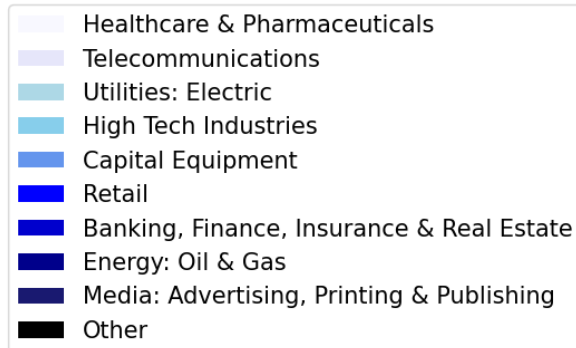 Healthcare & Pharmaceuticals
Telecommunications
Utilities: Electric
High Tech Industries
Capital Equipment
Retail
Banking, Finance, Insurance & Real Estate
Energy: Oil & Gas
Media: Advertising, Printing & Publishing
Other